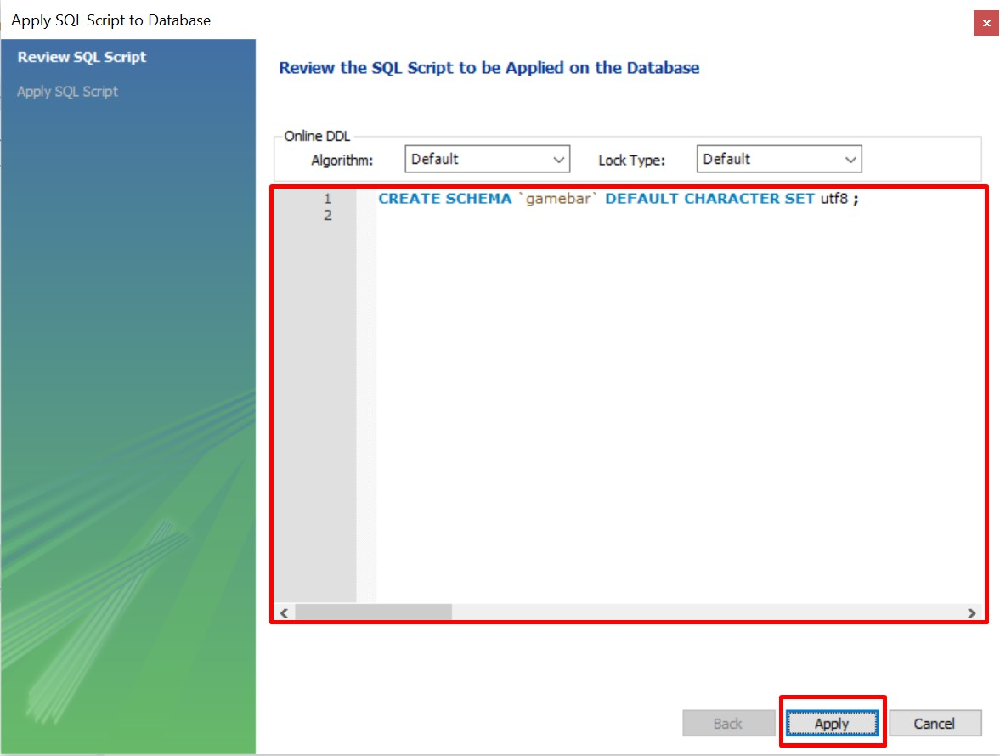 Apply SQL Script to Database
Review SQL Script
Apply SQL Script
Review the SQL Script to be Applied on the Database
Online DDL
Algorithm: Default Lock Type: Default
1 CREATE SCHEMA `gamebar` DEFAULT CHARACTER SET utf8 ;
2
Back Apply Cancel